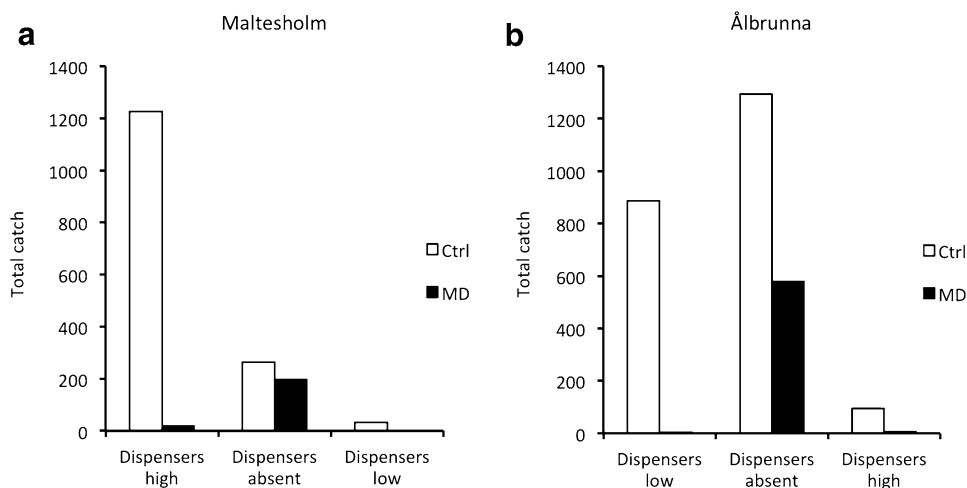 a
Maltesholm
Total catch
1400
1200
1000
800
600
400
200
0
Dispensers
high
Dispensers
absent
Dispensers
low
Ctrl
MD
b
Ålbrunna
Total catch
1400
1200
1000
800
600
400
200
0
Dispensers
low
Dispensers
absent
Dispensers
high
Ctrl
MD